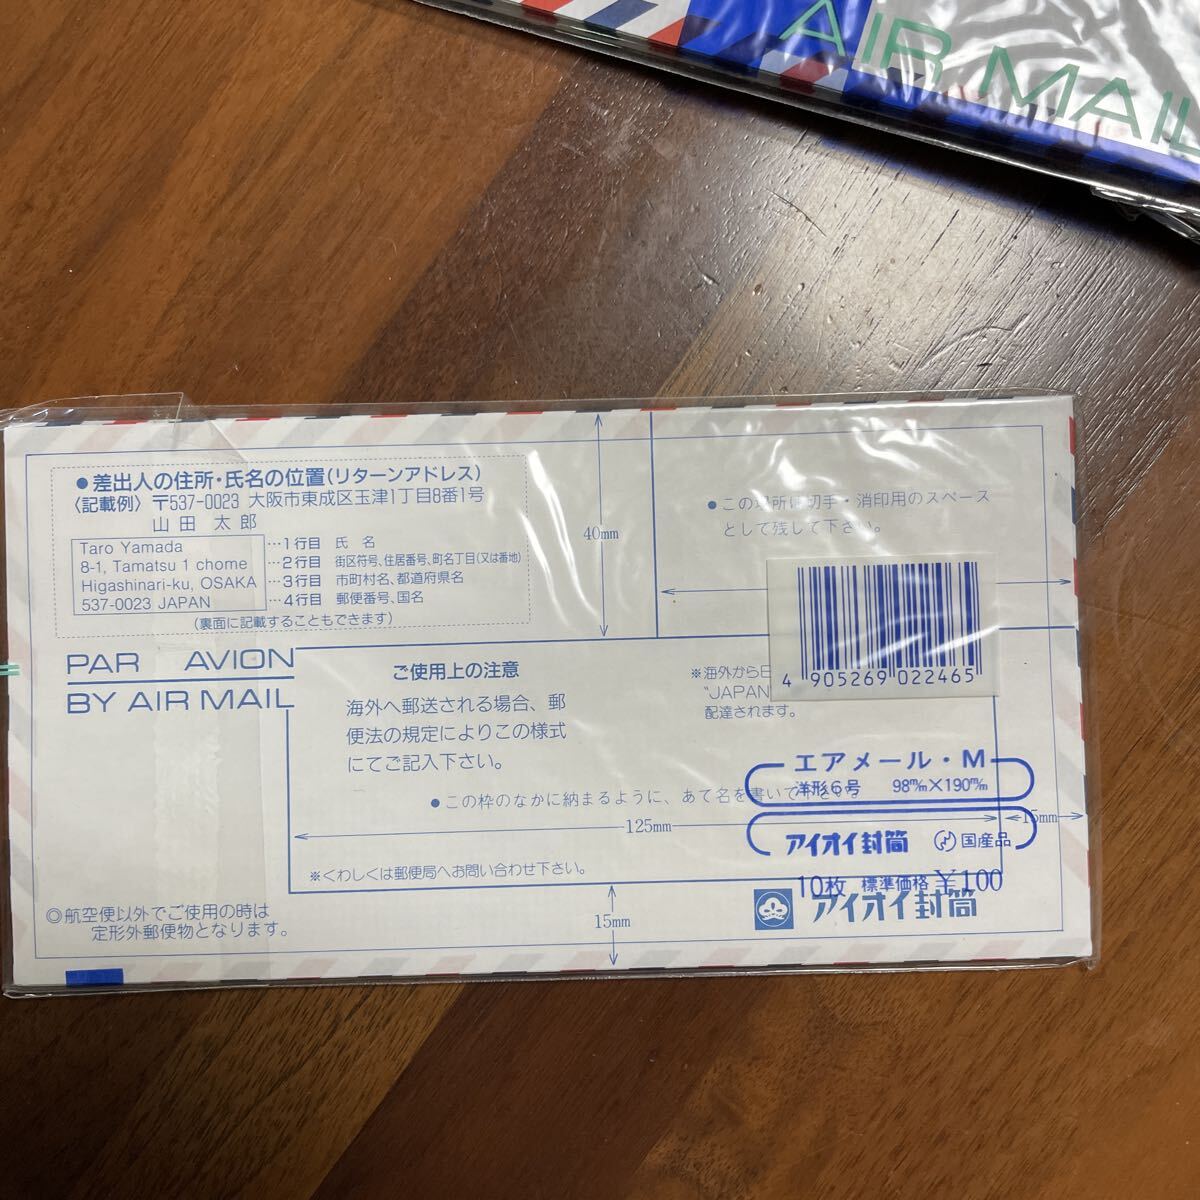 AIR MAIL
●差出人の住所・氏名の位置(リターンアドレス)
〈記載例〉〒537-0023 大阪市東成区玉津1丁目8番1号
山田 太郎
Taro Yamada …1行目 氏 名
8-1, Tamatsu 1 chome …2行目 街区符号、住居番号、町名丁目(又は番地)
Higashinari-ku, OSAKA …3行目 市町村名、都道府県名
537-0023 JAPAN …4行目 郵便番号、国名
(裏面に記載することもできます)
40mm
●この場所は切手・消印用のスペース
として残して下さい。
PAR AVION
BY AIR MAIL
ご使用上の注意
海外へ郵送される場合、郵
便法の規定によりこの様式
にてご記入下さい。
※海外から日
"JAPAN
配達されます。
4 905269 022465
●この枠のなかに納まるように、あて名を書いて下さい。
125mm
15mm
※くわしくは郵便局へお問い合わせ下さい。
エアメール・M
洋形6号 98m/m×190m/m
アイオイ封筒 国産品
10枚 標準価格 ¥100
アイオイ封筒
◎航空便以外でご使用の時は
定形外郵便物となります。
15mm